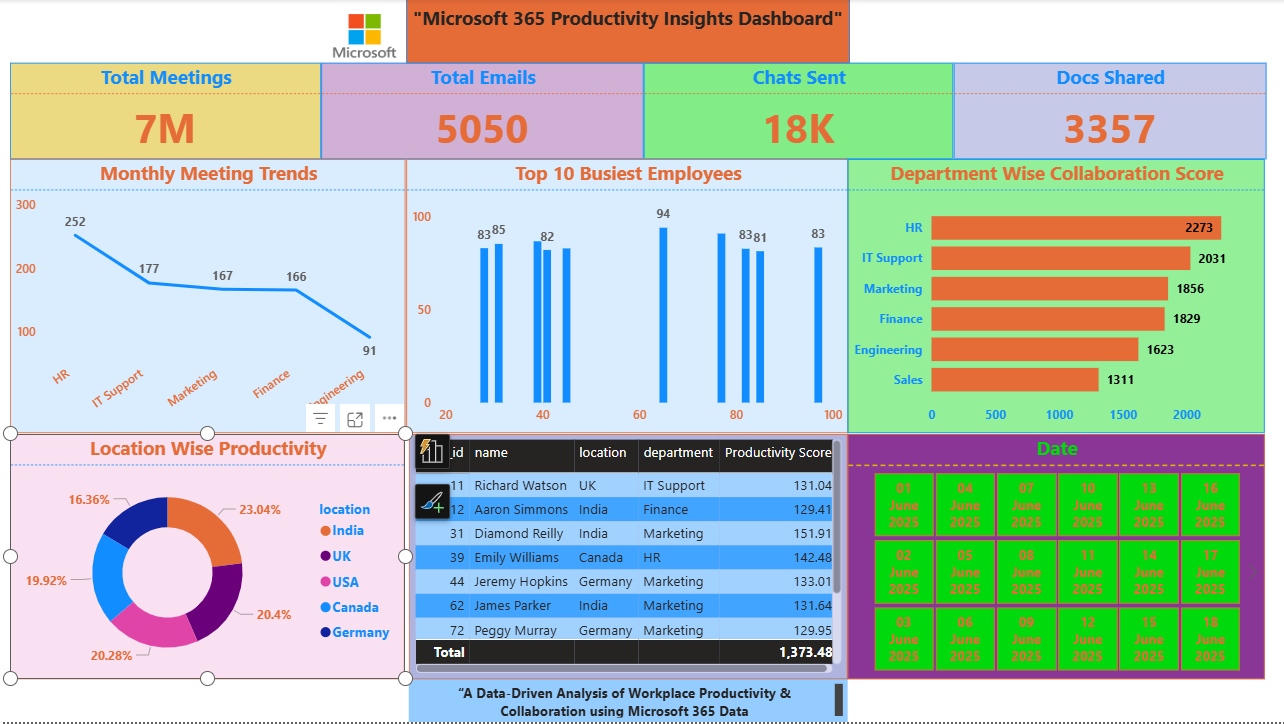 "Microsoft 365 Productivity Insights Dashboard"
Microsoft
Total Meetings
7M
Total Emails
5050
Chats Sent
18K
Docs Shared
3357
Monthly Meeting Trends
300
200
100
252
177
167
166
91
HR
IT Support
Marketing
Finance
ngineering
Top 10 Busiest Employees
100
50
0
83
85
82
94
83
81
83
20
40
60
80
100
Department Wise Collaboration Score
HR 2273
IT Support 2031
Marketing 1856
Finance 1829
Engineering 1623
Sales 1311
0 500 1000 1500 2000
Location Wise Productivity
16.36%
23.04%
19.92%
20.4%
20.28%
location
India
UK
USA
Canada
Germany
_id name location department Productivity Score
11 Richard Watson UK IT Support 131.04
12 Aaron Simmons India Finance 129.41
31 Diamond Reilly India Marketing 151.91
39 Emily Williams Canada HR 142.48
44 Jeremy Hopkins Germany Marketing 133.01
62 James Parker India Marketing 131.64
72 Peggy Murray Germany Marketing 129.95
Total 1,373.48
Date
01 June 2025
04 June 2025
07 June 2025
10 June 2025
13 June 2025
16 June 2025
02 June 2025
05 June 2025
08 June 2025
11 June 2025
14 June 2025
17 June 2025
03 June 2025
06 June 2025
09 June 2025
12 June 2025
15 June 2025
18 June 2025
“A Data-Driven Analysis of Workplace Productivity &
Collaboration using Microsoft 365 Data